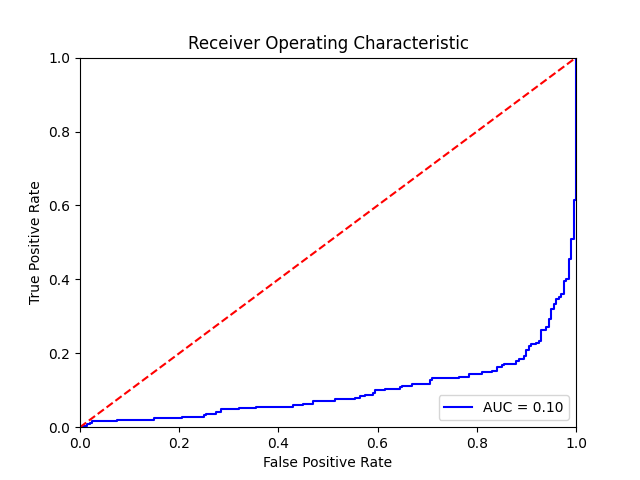 Receiver Operating Characteristic
True Positive Rate
1.0
0.8
0.6
0.4
0.2
0.0
AUC = 0.10
0.0 0.2 0.4 0.6 0.8 1.0
False Positive Rate